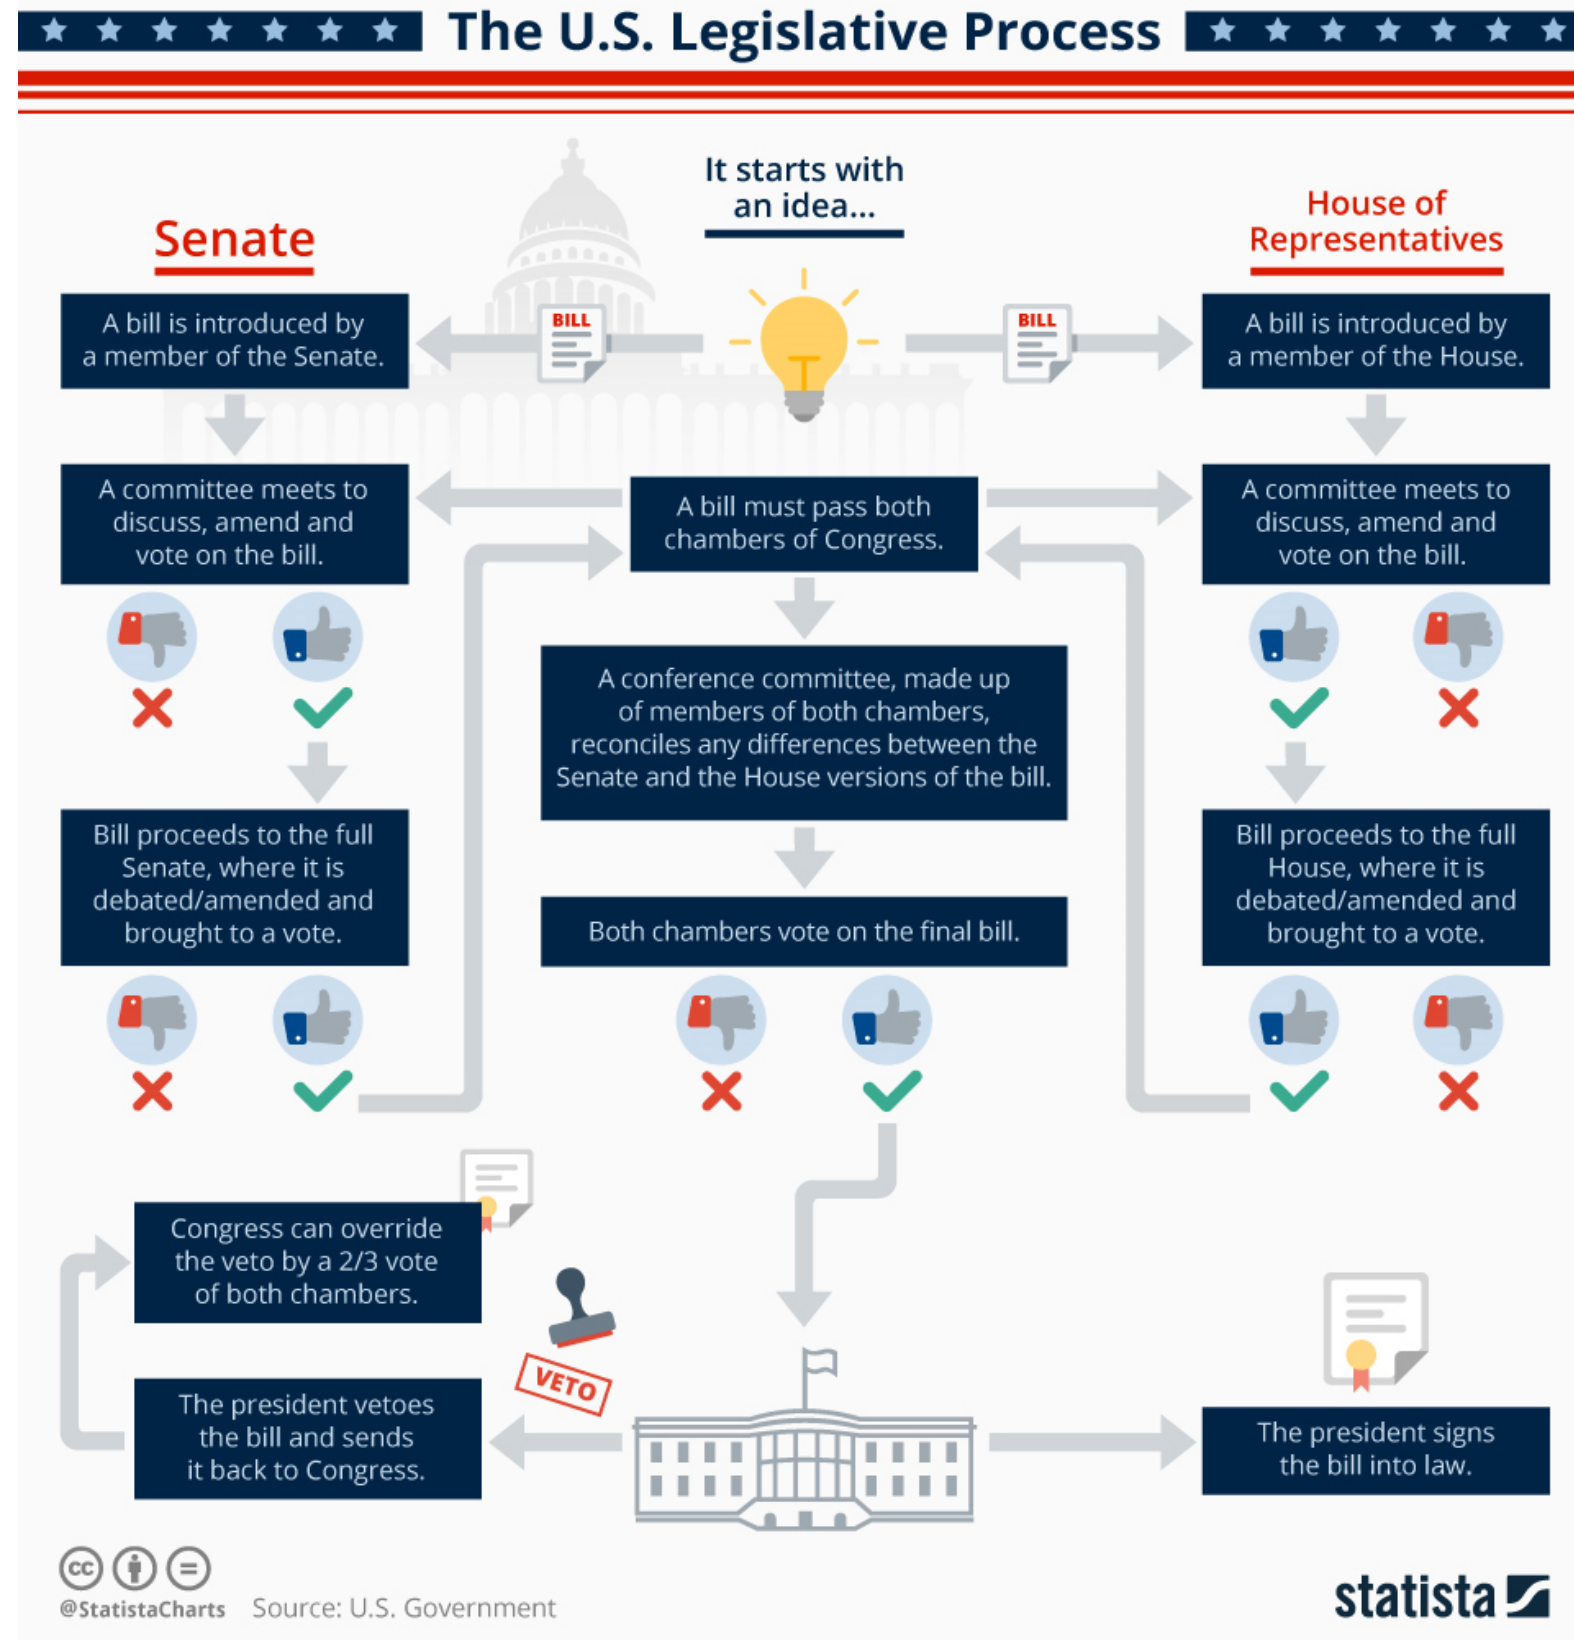 The U.S. Legislative Process
It starts with
an idea...
Senate
House of
Representatives
A bill is introduced by
a member of the Senate.
BILL
BILL
A bill is introduced by
a member of the House.
A committee meets to
discuss, amend and
vote on the bill.
A bill must pass both
chambers of Congress.
A committee meets to
discuss, amend and
vote on the bill.
A conference committee, made up
of members of both chambers,
reconciles any differences between the
Senate and the House versions of the bill.
Bill proceeds to the full
Senate, where it is
debated/amended and
brought to a vote.
Both chambers vote on the final bill.
Bill proceeds to the full
House, where it is
debated/amended and
brought to a vote.
Congress can override
the veto by a 2/3 vote
of both chambers.
VETO
The president vetoes
the bill and sends
it back to Congress.
The president signs
the bill into law.
cc
@StatistaCharts
Source: U.S. Government
statista